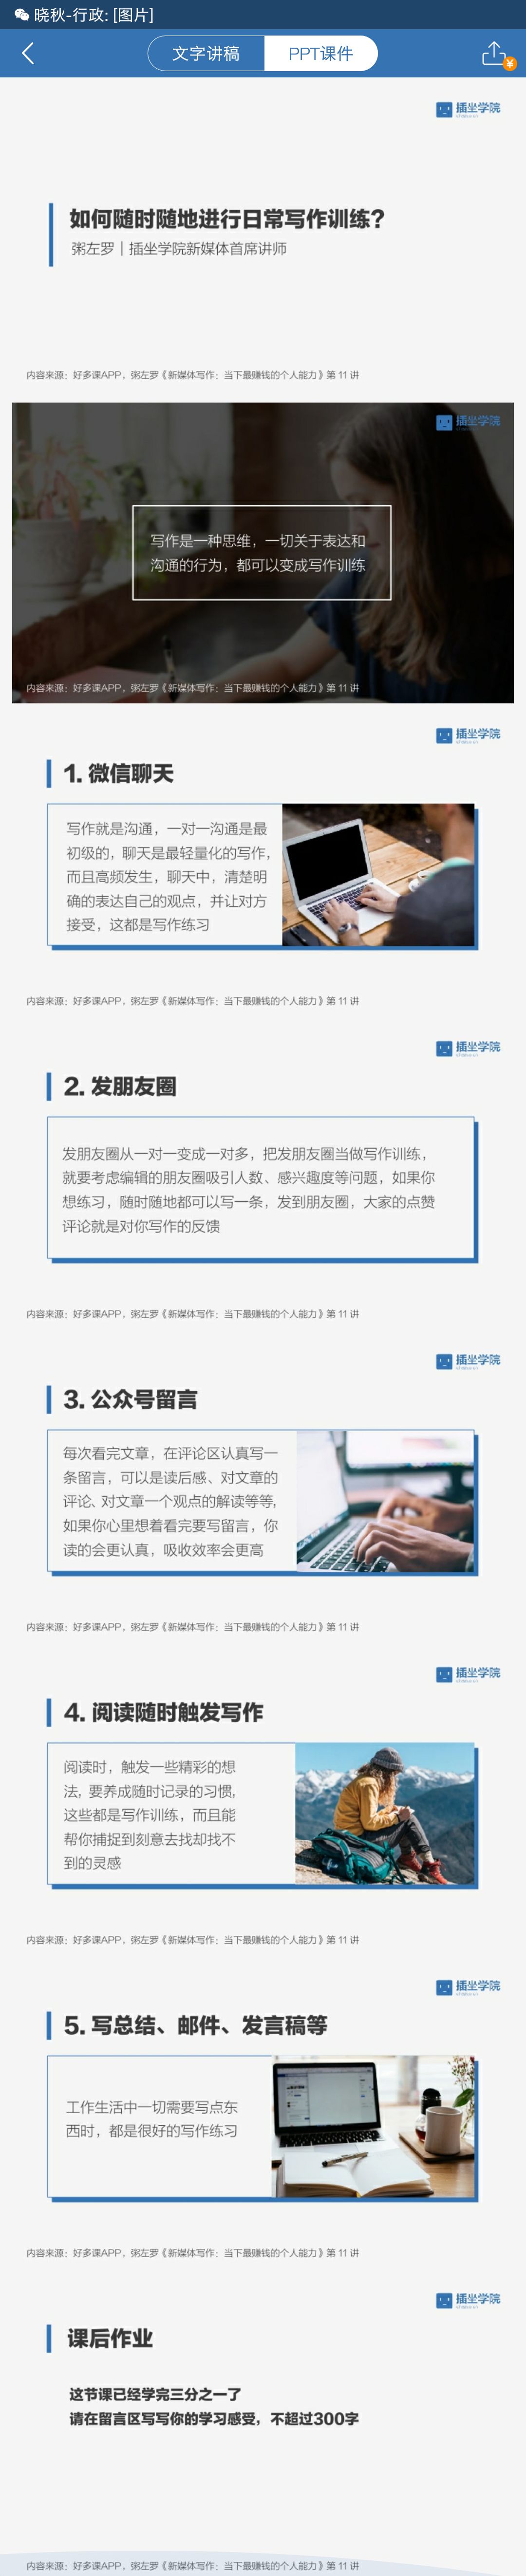 晓秋-行政: [图片]
文字讲稿
PPT课件
¥
插坐学院
如何随时随地进行日常写作训练?
粥左罗｜插坐学院新媒体首席讲师
内容来源：好多课APP，粥左罗《新媒体写作：当下最赚钱的个人能力》第 11 讲
插坐学院
写作是一种思维，一切关于表达和
沟通的行为，都可以变成写作训练
内容来源：好多课APP，粥左罗《新媒体写作：当下最赚钱的个人能力》第 11 讲
插坐学院
1. 微信聊天
写作就是沟通，一对一沟通是最
初级的，聊天是最轻量化的写作，
而且高频发生，聊天中，清楚明
确的表达自己的观点，并让对方
接受，这都是写作练习
内容来源：好多课APP，粥左罗《新媒体写作：当下最赚钱的个人能力》第 11 讲
插坐学院
2. 发朋友圈
发朋友圈从一对一变成一对多，把发朋友圈当做写作训练，
就要考虑编辑的朋友圈吸引人数、感兴趣度等问题，如果你
想练习，随时随地都可以写一条，发到朋友圈，大家的点赞
评论就是对你写作的反馈
内容来源：好多课APP，粥左罗《新媒体写作：当下最赚钱的个人能力》第 11 讲
插坐学院
3. 公众号留言
每次看完文章，在评论区认真写一
条留言，可以是读后感、对文章的
评论、对文章一个观点的解读等等，
如果你心里想着看完要写留言，你
读的会更认真，吸收效率会更高
内容来源：好多课APP，粥左罗《新媒体写作：当下最赚钱的个人能力》第 11 讲
插坐学院
4. 阅读随时触发写作
阅读时，触发一些精彩的想
法，要养成随时记录的习惯，
这些都是写作训练，而且能
帮你捕捉到刻意去找却找不
到的灵感
内容来源：好多课APP，粥左罗《新媒体写作：当下最赚钱的个人能力》第 11 讲
插坐学院
5. 写总结、邮件、发言稿等
工作生活中一切需要写点东
西时，都是很好的写作练习
内容来源：好多课APP，粥左罗《新媒体写作：当下最赚钱的个人能力》第 11 讲
插坐学院
课后作业
这节课已经学完三分之一了
请在留言区写写你的学习感受，不超过300字
内容来源：好多课APP，粥左罗《新媒体写作：当下最赚钱的个人能力》第 11 讲